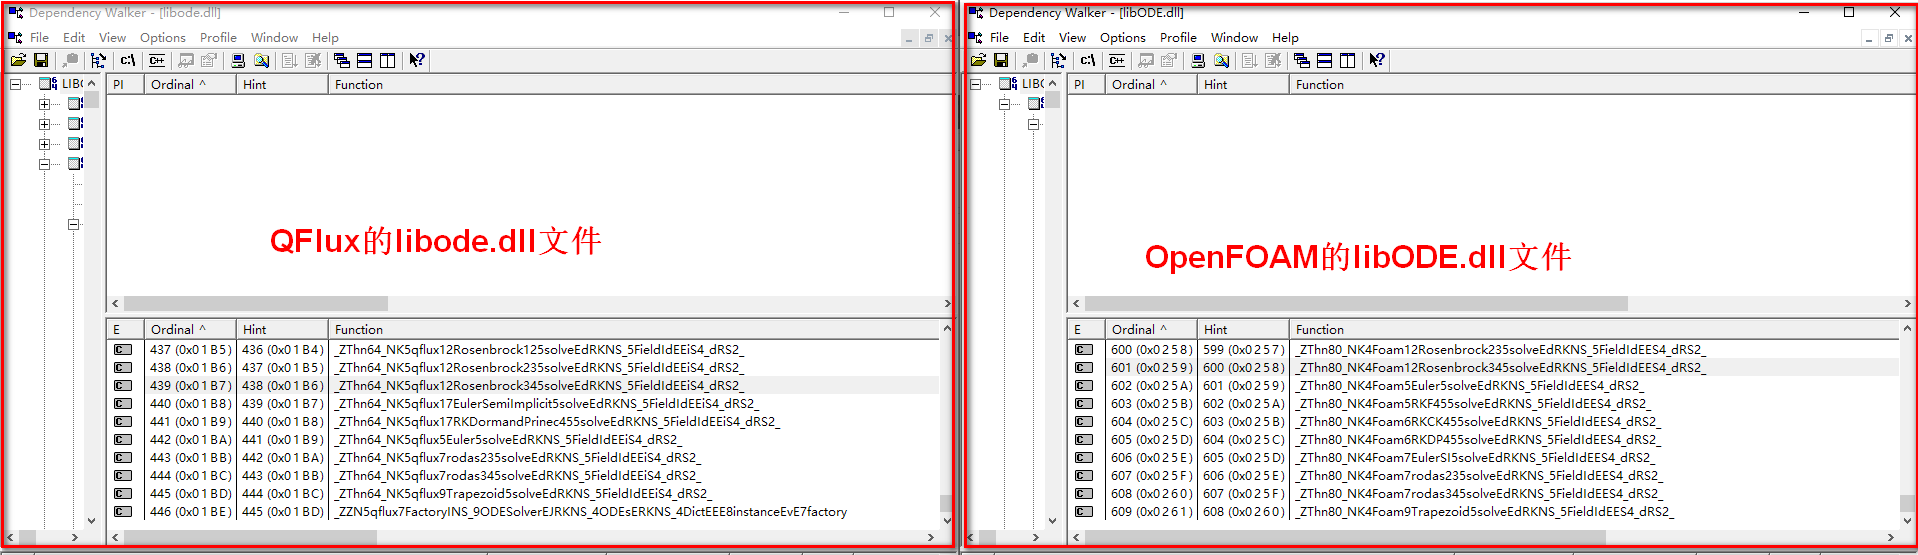 Dependency Walker - [libode.dll]
File Edit View Options Profile Window Help
PI Ordinal ^ Hint Function
QFlux的libode.dll文件
E Ordinal ^ Hint Function
437 (0x01B5) 436 (0x01B4) _ZThn64_NK5qflux12Rosenbrock125solveEdRKNS_5FieldIdEEiS4_dRS2_
438 (0x01B6) 437 (0x01B5) _ZThn64_NK5qflux12Rosenbrock235solveEdRKNS_5FieldIdEEiS4_dRS2_
439 (0x01B7) 438 (0x01B6) _ZThn64_NK5qflux12Rosenbrock345solveEdRKNS_5FieldIdEEiS4_dRS2_
440 (0x01B8) 439 (0x01B7) _ZThn64_NK5qflux17EulerSemiImplicit5solveEdRKNS_5FieldIdEEiS4_dRS2_
441 (0x01B9) 440 (0x01B8) _ZThn64_NK5qflux17RKDormandPrinec455solveEdRKNS_5FieldIdEEiS4_dRS2_
442 (0x01BA) 441 (0x01B9) _ZThn64_NK5qflux5Euler5solveEdRKNS_5FieldIdEEiS4_dRS2_
443 (0x01BB) 442 (0x01BA) _ZThn64_NK5qflux7rodas235solveEdRKNS_5FieldIdEEiS4_dRS2_
444 (0x01BC) 443 (0x01BB) _ZThn64_NK5qflux7rodas345solveEdRKNS_5FieldIdEEiS4_dRS2_
445 (0x01BD) 444 (0x01BC) _ZThn64_NK5qflux9Trapezoid5solveEdRKNS_5FieldIdEEiS4_dRS2_
446 (0x01BE) 445 (0x01BD) _ZZN5qflux7FactoryINS_9ODESolverEJRKNS_4ODEsERKNS_4DictEEE8instanceEvE7factory
Dependency Walker - [libODE.dll]
File Edit View Options Profile Window Help
PI Ordinal ^ Hint Function
OpenFOAM的libODE.dll文件
E Ordinal ^ Hint Function
600 (0x0258) 599 (0x0257) _ZThn80_NK4Foam12Rosenbrock235solveEdRKNS_5FieldIdEES4_dRS2_
601 (0x0259) 600 (0x0258) _ZThn80_NK4Foam12Rosenbrock345solveEdRKNS_5FieldIdEES4_dRS2_
602 (0x025A) 601 (0x0259) _ZThn80_NK4Foam5Euler5solveEdRKNS_5FieldIdEES4_dRS2_
603 (0x025B) 602 (0x025A) _ZThn80_NK4Foam5RKF455solveEdRKNS_5FieldIdEES4_dRS2_
604 (0x025C) 603 (0x025B) _ZThn80_NK4Foam6RKCK455solveEdRKNS_5FieldIdEES4_dRS2_
605 (0x025D) 604 (0x025C) _ZThn80_NK4Foam6RKDP455solveEdRKNS_5FieldIdEES4_dRS2_
606 (0x025E) 605 (0x025D) _ZThn80_NK4Foam7EulerSI5solveEdRKNS_5FieldIdEES4_dRS2_
607 (0x025F) 606 (0x025E) _ZThn80_NK4Foam7rodas235solveEdRKNS_5FieldIdEES4_dRS2_
608 (0x0260) 607 (0x025F) _ZThn80_NK4Foam7rodas345solveEdRKNS_5FieldIdEES4_dRS2_
609 (0x0261) 608 (0x0260) _ZThn80_NK4Foam9Trapezoid5solveEdRKNS_5FieldIdEES4_dRS2_